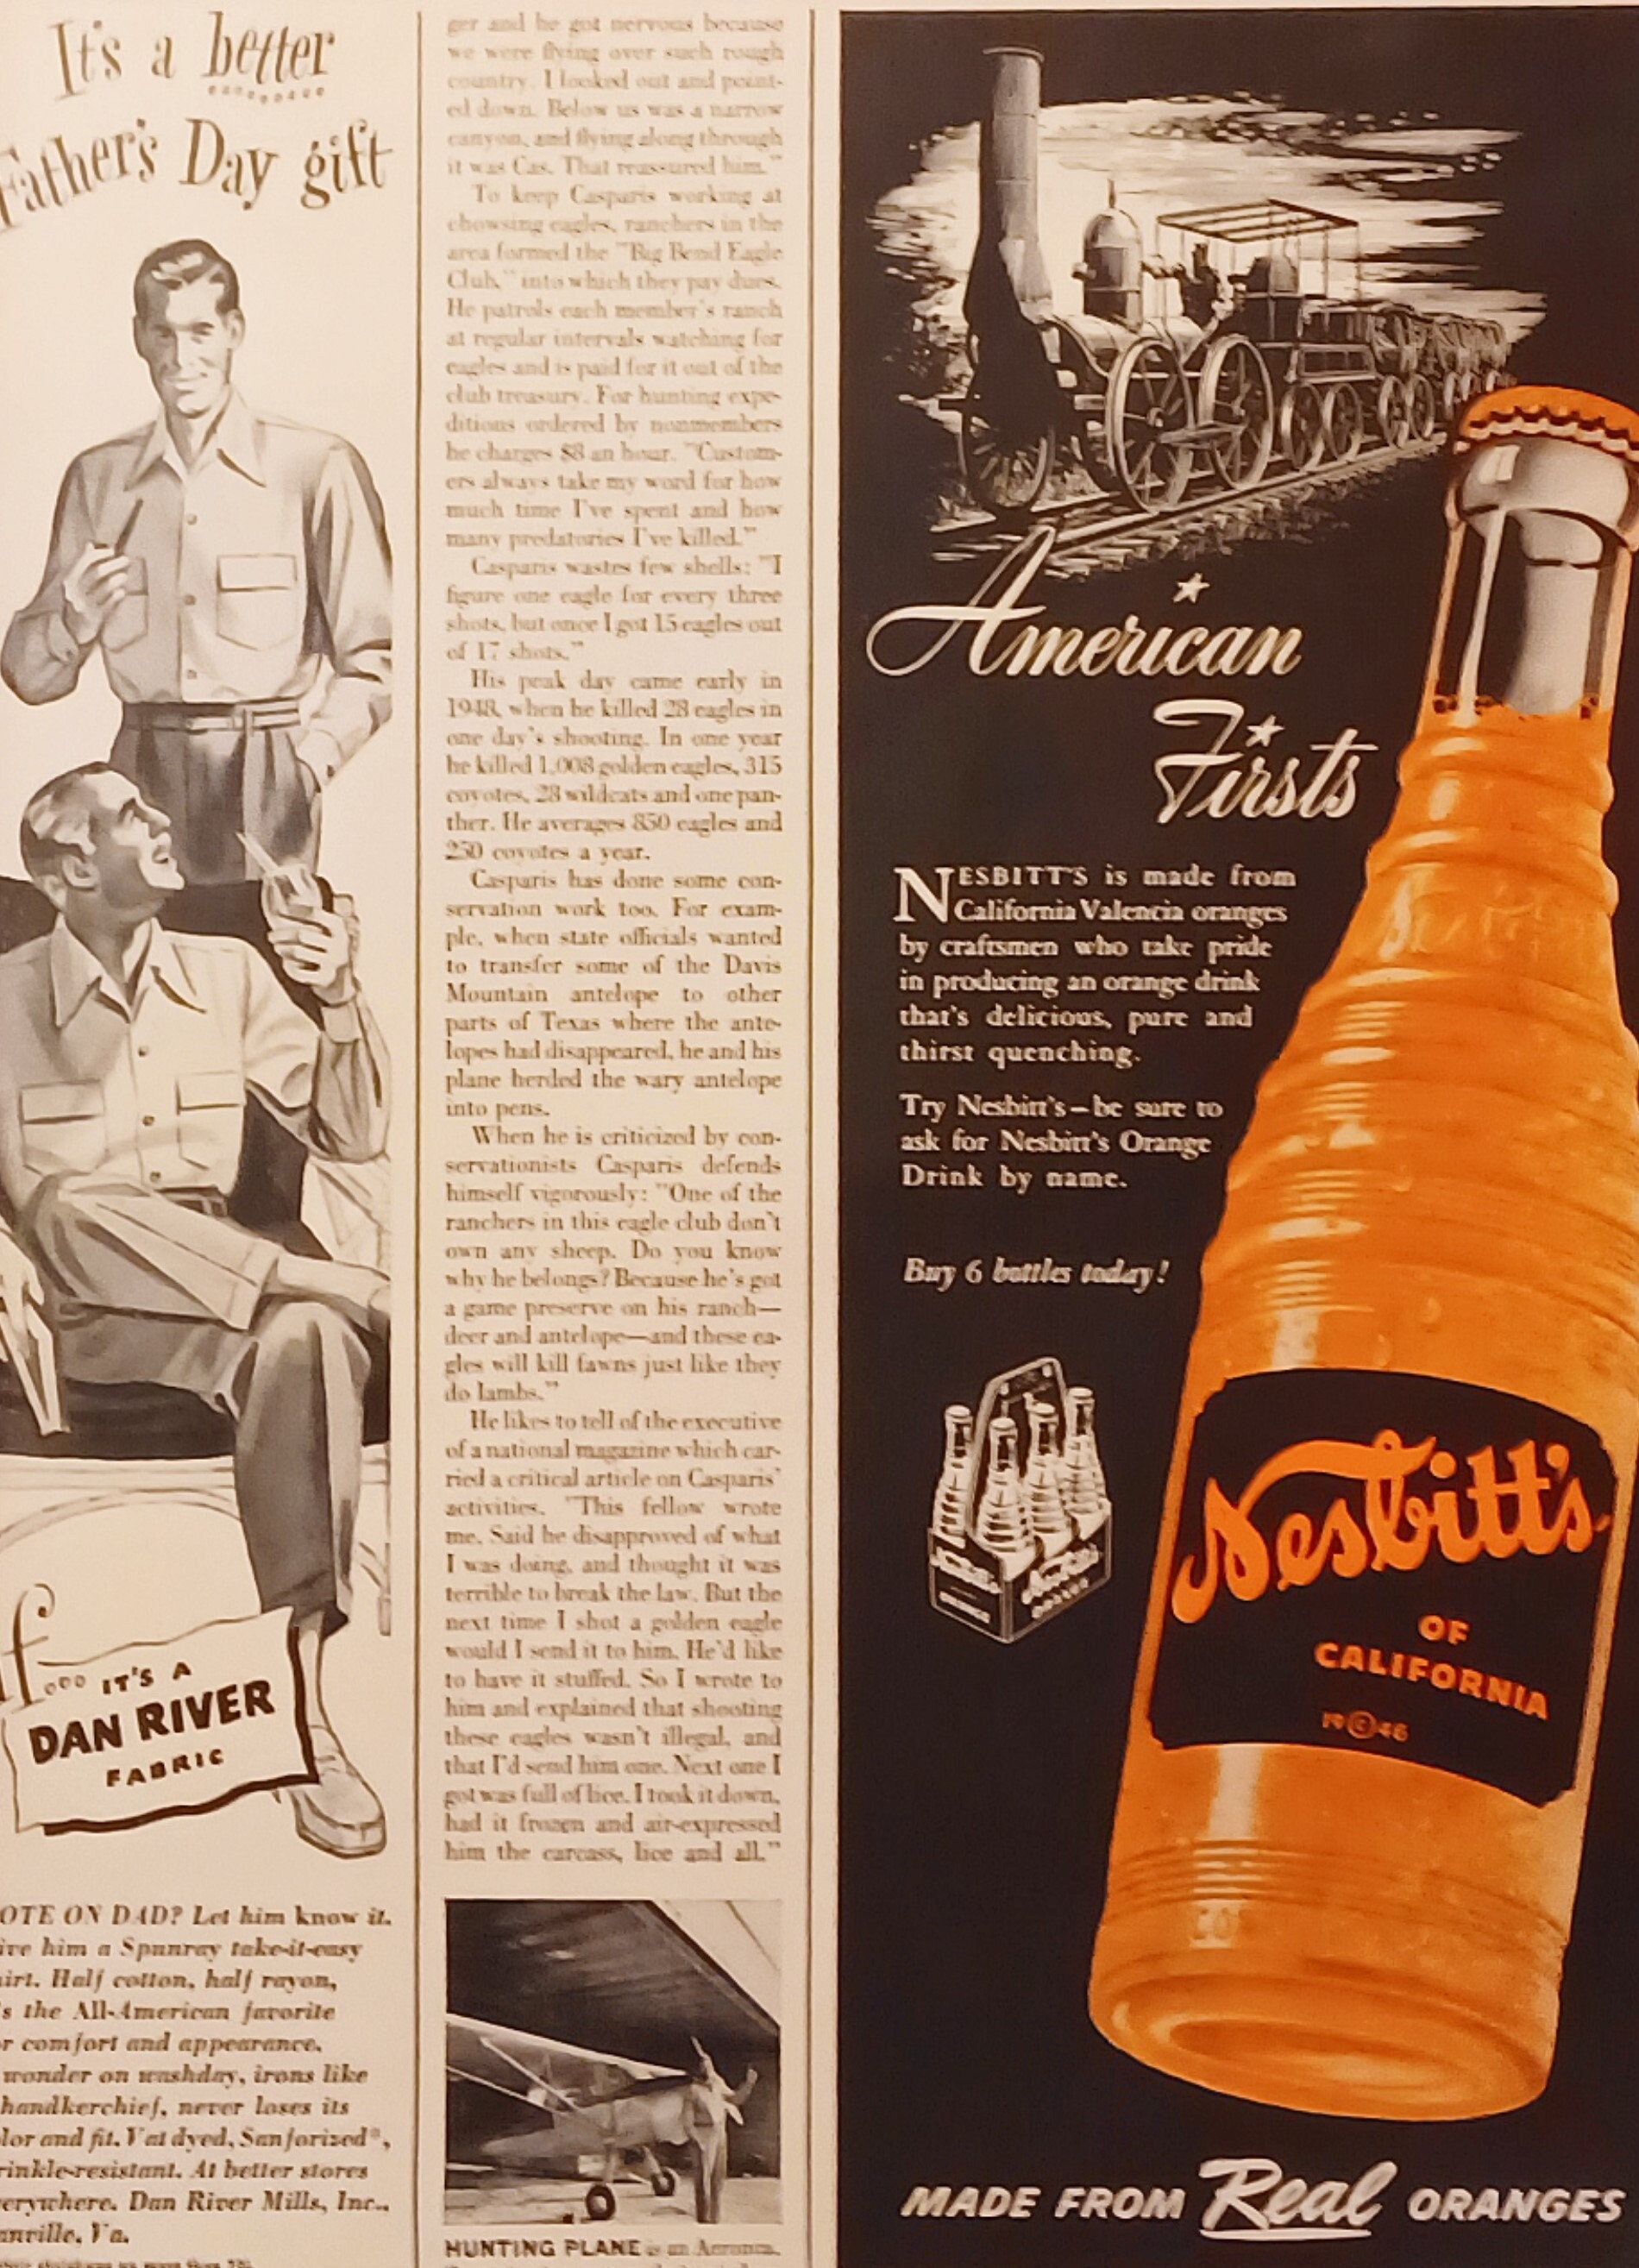 It's a better
Father's Day gift
if... IT'S A
DAN RIVER
FABRIC
OTE ON DAD? Let him know it.
ive him a Spunray take-it-easy
irt. Half cotton, half rayon,
's the All-American favorite
or comfort and appearance.
wonder on washday, irons like
handkerchief, never loses its
lor and fit. Vat dyed, Sanforized*,
rinkle-resistant. At better stores
verywhere. Dan River Mills, Inc.,
anville, Va.
ger and he got nervous because
we were flying over such rough
country. I looked out and point-
ed down. Below us was a narrow
canyon, and flying along through
it was Cas. That reassured him."
To keep Casparis working at
chowsing eagles, ranchers in the
area formed the "Big Bend Eagle
Club," into which they pay dues.
He patrols each member's ranch
at regular intervals watching for
eagles and is paid for it out of the
club treasury. For hunting expe-
ditions ordered by nonmembers
he charges $8 an hour. "Custom-
ers always take my word for how
much time I've spent and how
many predatories I've killed."
Casparis wastes few shells: "I
figure one eagle for every three
shots, but once I got 15 eagles out
of 17 shots."
His peak day came early in
1948, when he killed 28 eagles in
one day's shooting. In one year
he killed 1,008 golden eagles, 315
coyotes, 28 wildcats and one pan-
ther. He averages 850 eagles and
250 coyotes a year.
Casparis has done some con-
servation work too. For exam-
ple, when state officials wanted
to transfer some of the Davis
Mountain antelope to other
parts of Texas where the ante-
lopes had disappeared, he and his
plane herded the wary antelope
into pens.
When he is criticized by con-
servationists Casparis defends
himself vigorously: "One of the
ranchers in this eagle club don't
own any sheep. Do you know
why he belongs? Because he's got
a game preserve on his ranch—
deer and antelope—and these ea-
gles will kill fawns just like they
do lambs."
He likes to tell of the executive
of a national magazine which car-
ried a critical article on Casparis'
activities. "This fellow wrote
me. Said he disapproved of what
I was doing, and thought it was
terrible to break the law. But the
next time I shot a golden eagle
would I send it to him. He'd like
to have it stuffed. So I wrote to
him and explained that shooting
these eagles wasn't illegal, and
that I'd send him one. Next one I
got was full of lice. I took it down,
had it frozen and air-expressed
him the carcass, lice and all."
HUNTING PLANE is an Aeronca.
American
Firsts
NESBITT'S is made from
California Valencia oranges
by craftsmen who take pride
in producing an orange drink
that's delicious, pure and
thirst quenching.
Try Nesbitt's—be sure to
ask for Nesbitt's Orange
Drink by name.
Buy 6 bottles today!
ORANGE
Nesbitt's
OF
CALIFORNIA
19©46
MADE FROM Real ORANGES